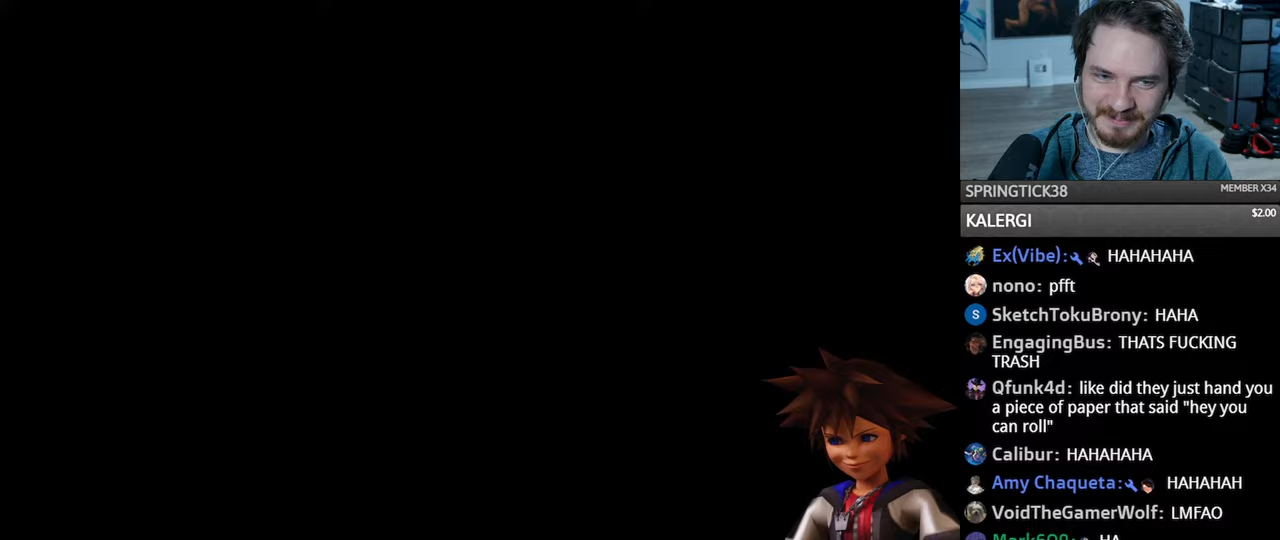 SPRINGTICK38 MEMBER X34
KALERGI $2.00
Ex(Vibe): HAHAHAHA
nono: pfft
S SketchTokuBrony: HAHA
EngagingBus: THATS FUCKING
TRASH
Qfunk4d: like did they just hand you
a piece of paper that said "hey you
can roll"
Calibur: HAHAHAHA
Amy Chaqueta: HAHAHAH
VoidTheGamerWolf: LMFAO
HA